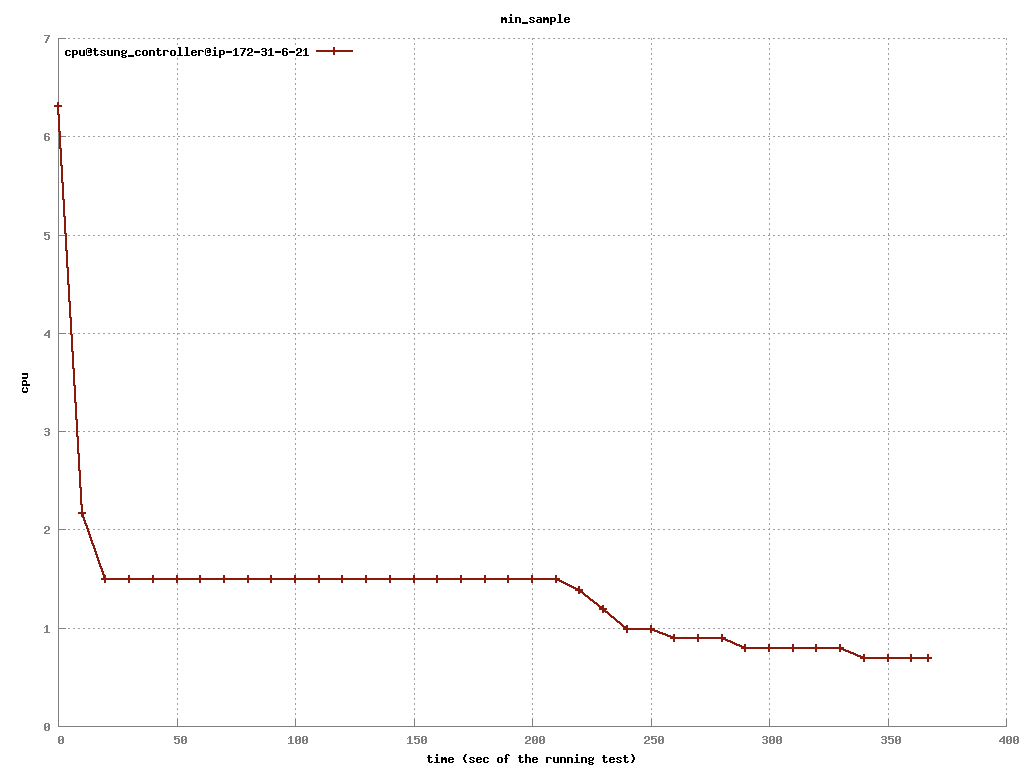 min_sample
7
cpu@tsung_controller@ip-172-31-6-21
6
5
4
cpu
3
2
1
0
0 50 100 150 200 250 300 350 400
time (sec of the running test)